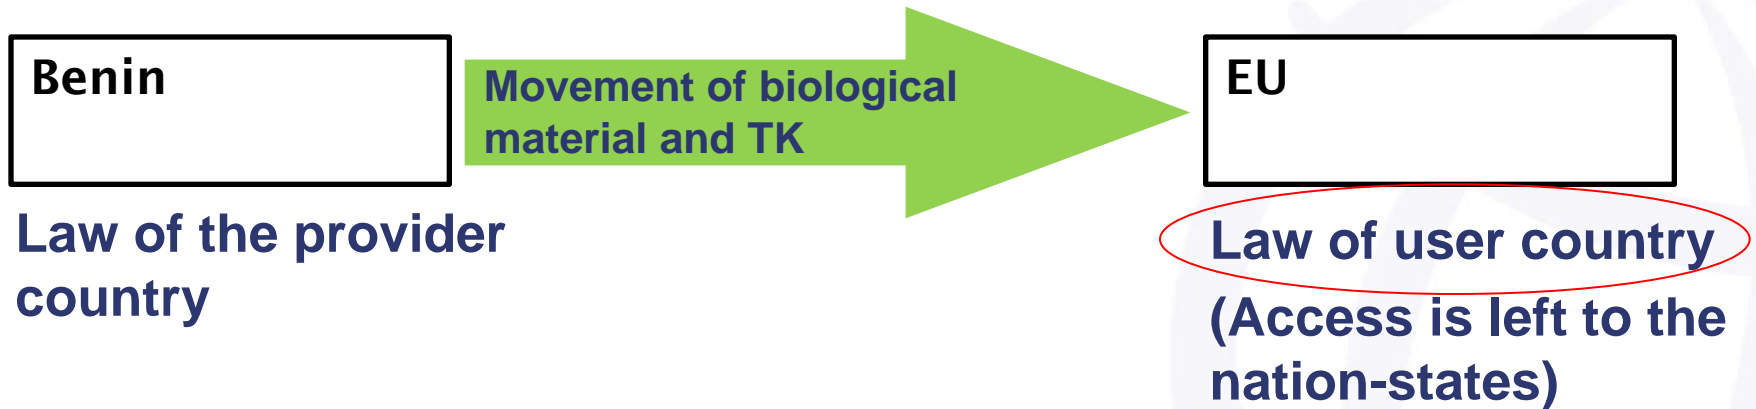 Benin
Movement of biological
material and TK
EU
Law of the provider
country
Law of user country
(Access is left to the
nation-states)